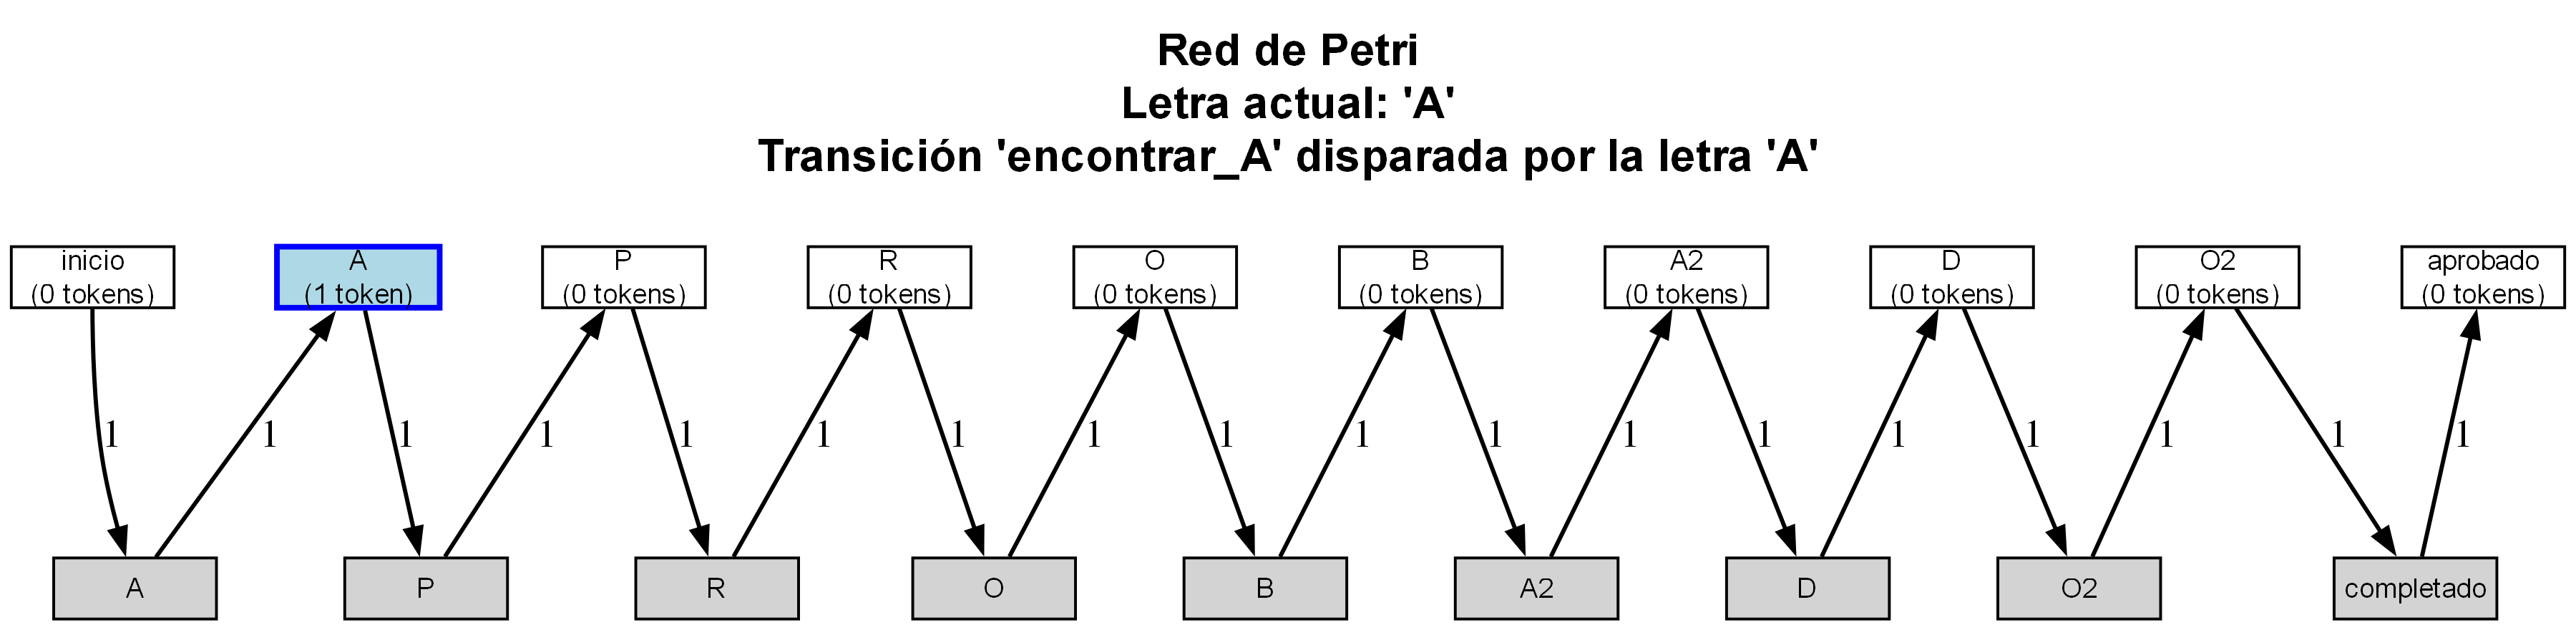 Red de Petri
Letra actual: 'A'
Transición 'encontrar_A' disparada por la letra 'A'
inicio
(0 tokens)
A
(1 token)
P
(0 tokens)
R
(0 tokens)
O
(0 tokens)
B
(0 tokens)
A2
(0 tokens)
D
(0 tokens)
O2
(0 tokens)
aprobado
(0 tokens)
1 1 1 1 1 1 1 1 1 1 1 1 1 1 1 1 1 1
A
P
R
O
B
A2
D
O2
completado